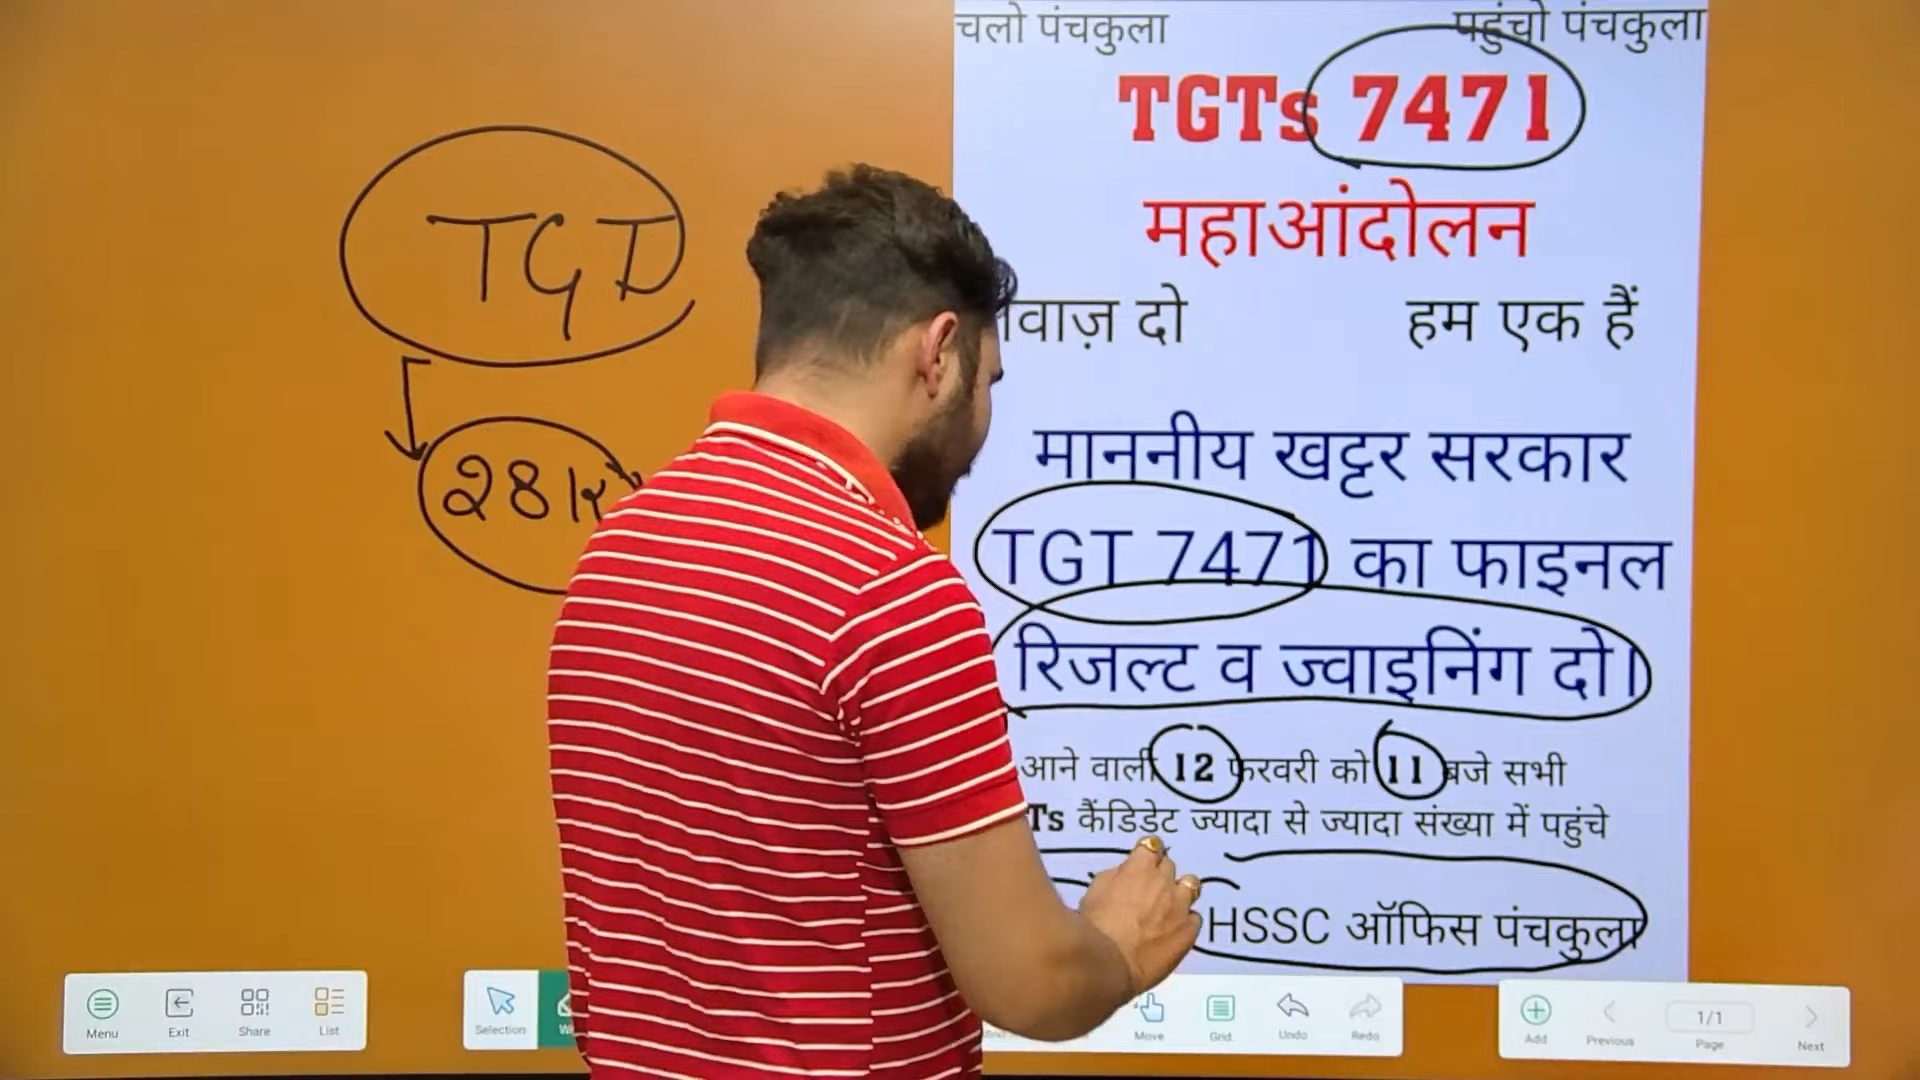 चलो पंचकुला पहुंचो पंचकुला
TGTs 7471
महाआंदोलन
दो हम एक हैं
माननीय खट्टर सरकार
TGT 7471 का फाइनल
रिजल्ट व ज्वाइनिंग दो।
आने वाली 12 फरवरी को 11 बजे सभी
कैंडिडेट ज्यादा से ज्यादा संख्या में पहुंचे
HSSC ऑफिस पंचकुला
TGT
28K
Menu Exit Share List
Selection
Move Grid Undo Redo
Add Previous 1/1 Page Next